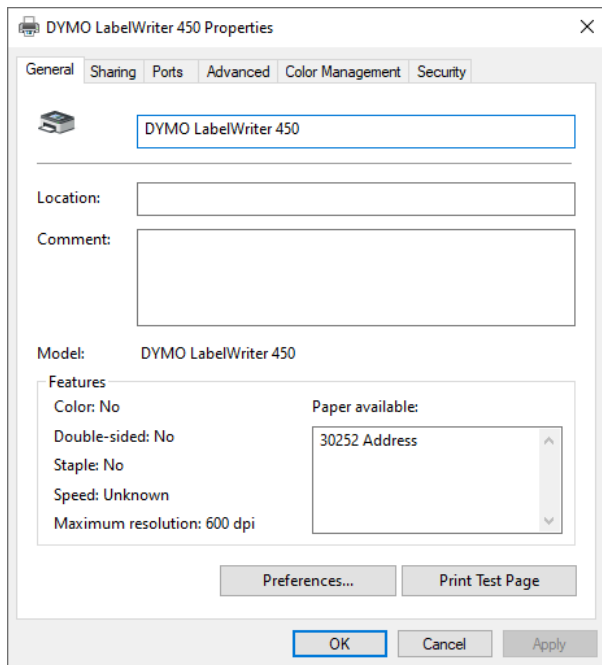 DYMO LabelWriter 450 Properties
General Sharing Ports Advanced Color Management Security
DYMO LabelWriter 450
Location:
Comment:
Model: DYMO LabelWriter 450
Features
Color: No
Double-sided: No
Staple: No
Speed: Unknown
Maximum resolution: 600 dpi
Paper available:
30252 Address
Preferences... Print Test Page
OK Cancel Apply